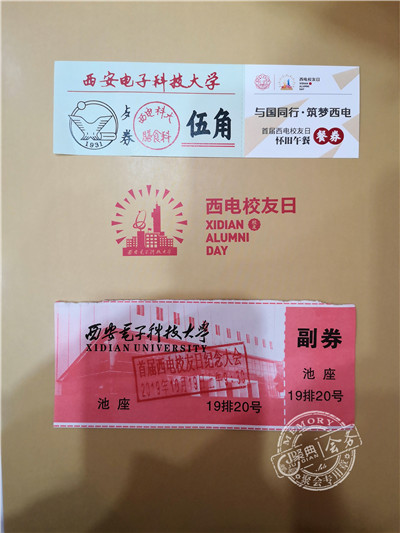 西安电子科技大学
1931
券
西电科大
膳食科
伍角
西电校友日
与国同行·筑梦西电
首届西电校友日
怀旧午餐
餐券
西电校友日
XIDIAN
ALUMNI
DAY
西安电子科技大学
XIDIAN UNIVERSITY
首届西电校友日纪念大会
池座
19排20号
副券
池座
19排20号
MEMORY